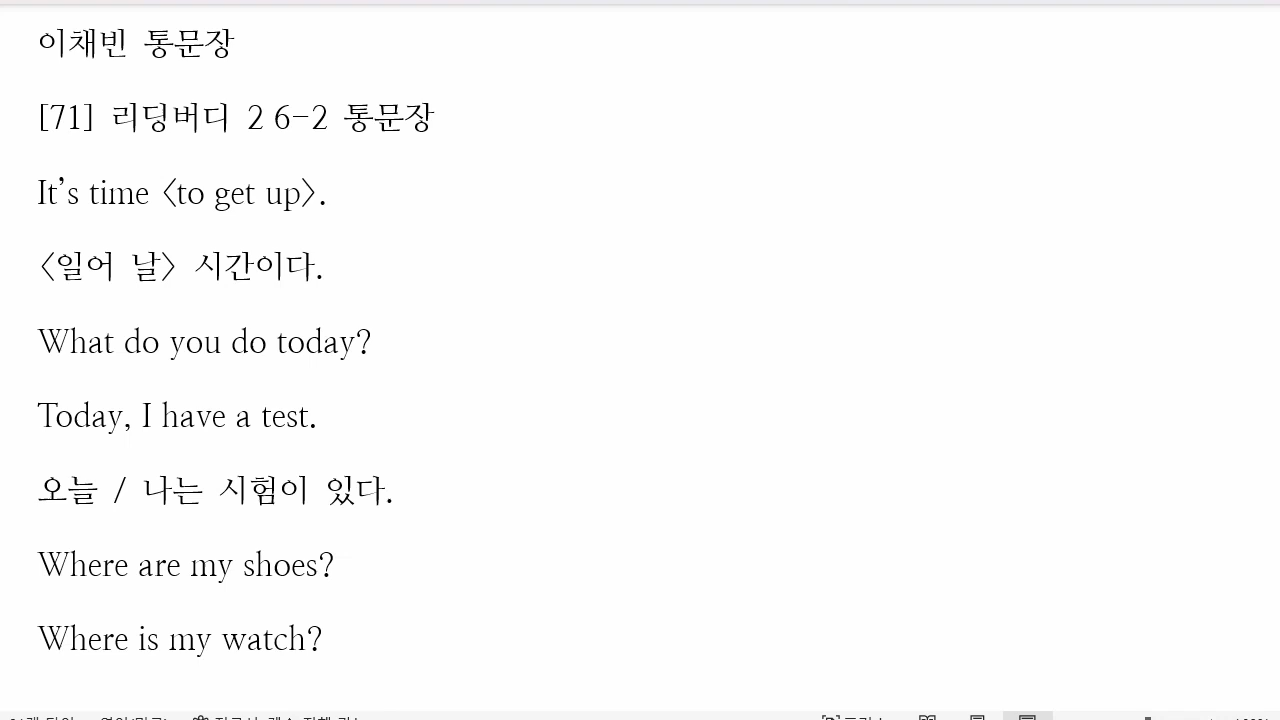 이채빈 통문장
[71] 리딩버디 2 6-2 통문장
It's time <to get up>.
<일어 날> 시간이다.
What do you do today?
Today, I have a test.
오늘 / 나는 시험이 있다.
Where are my shoes?
Where is my watch?